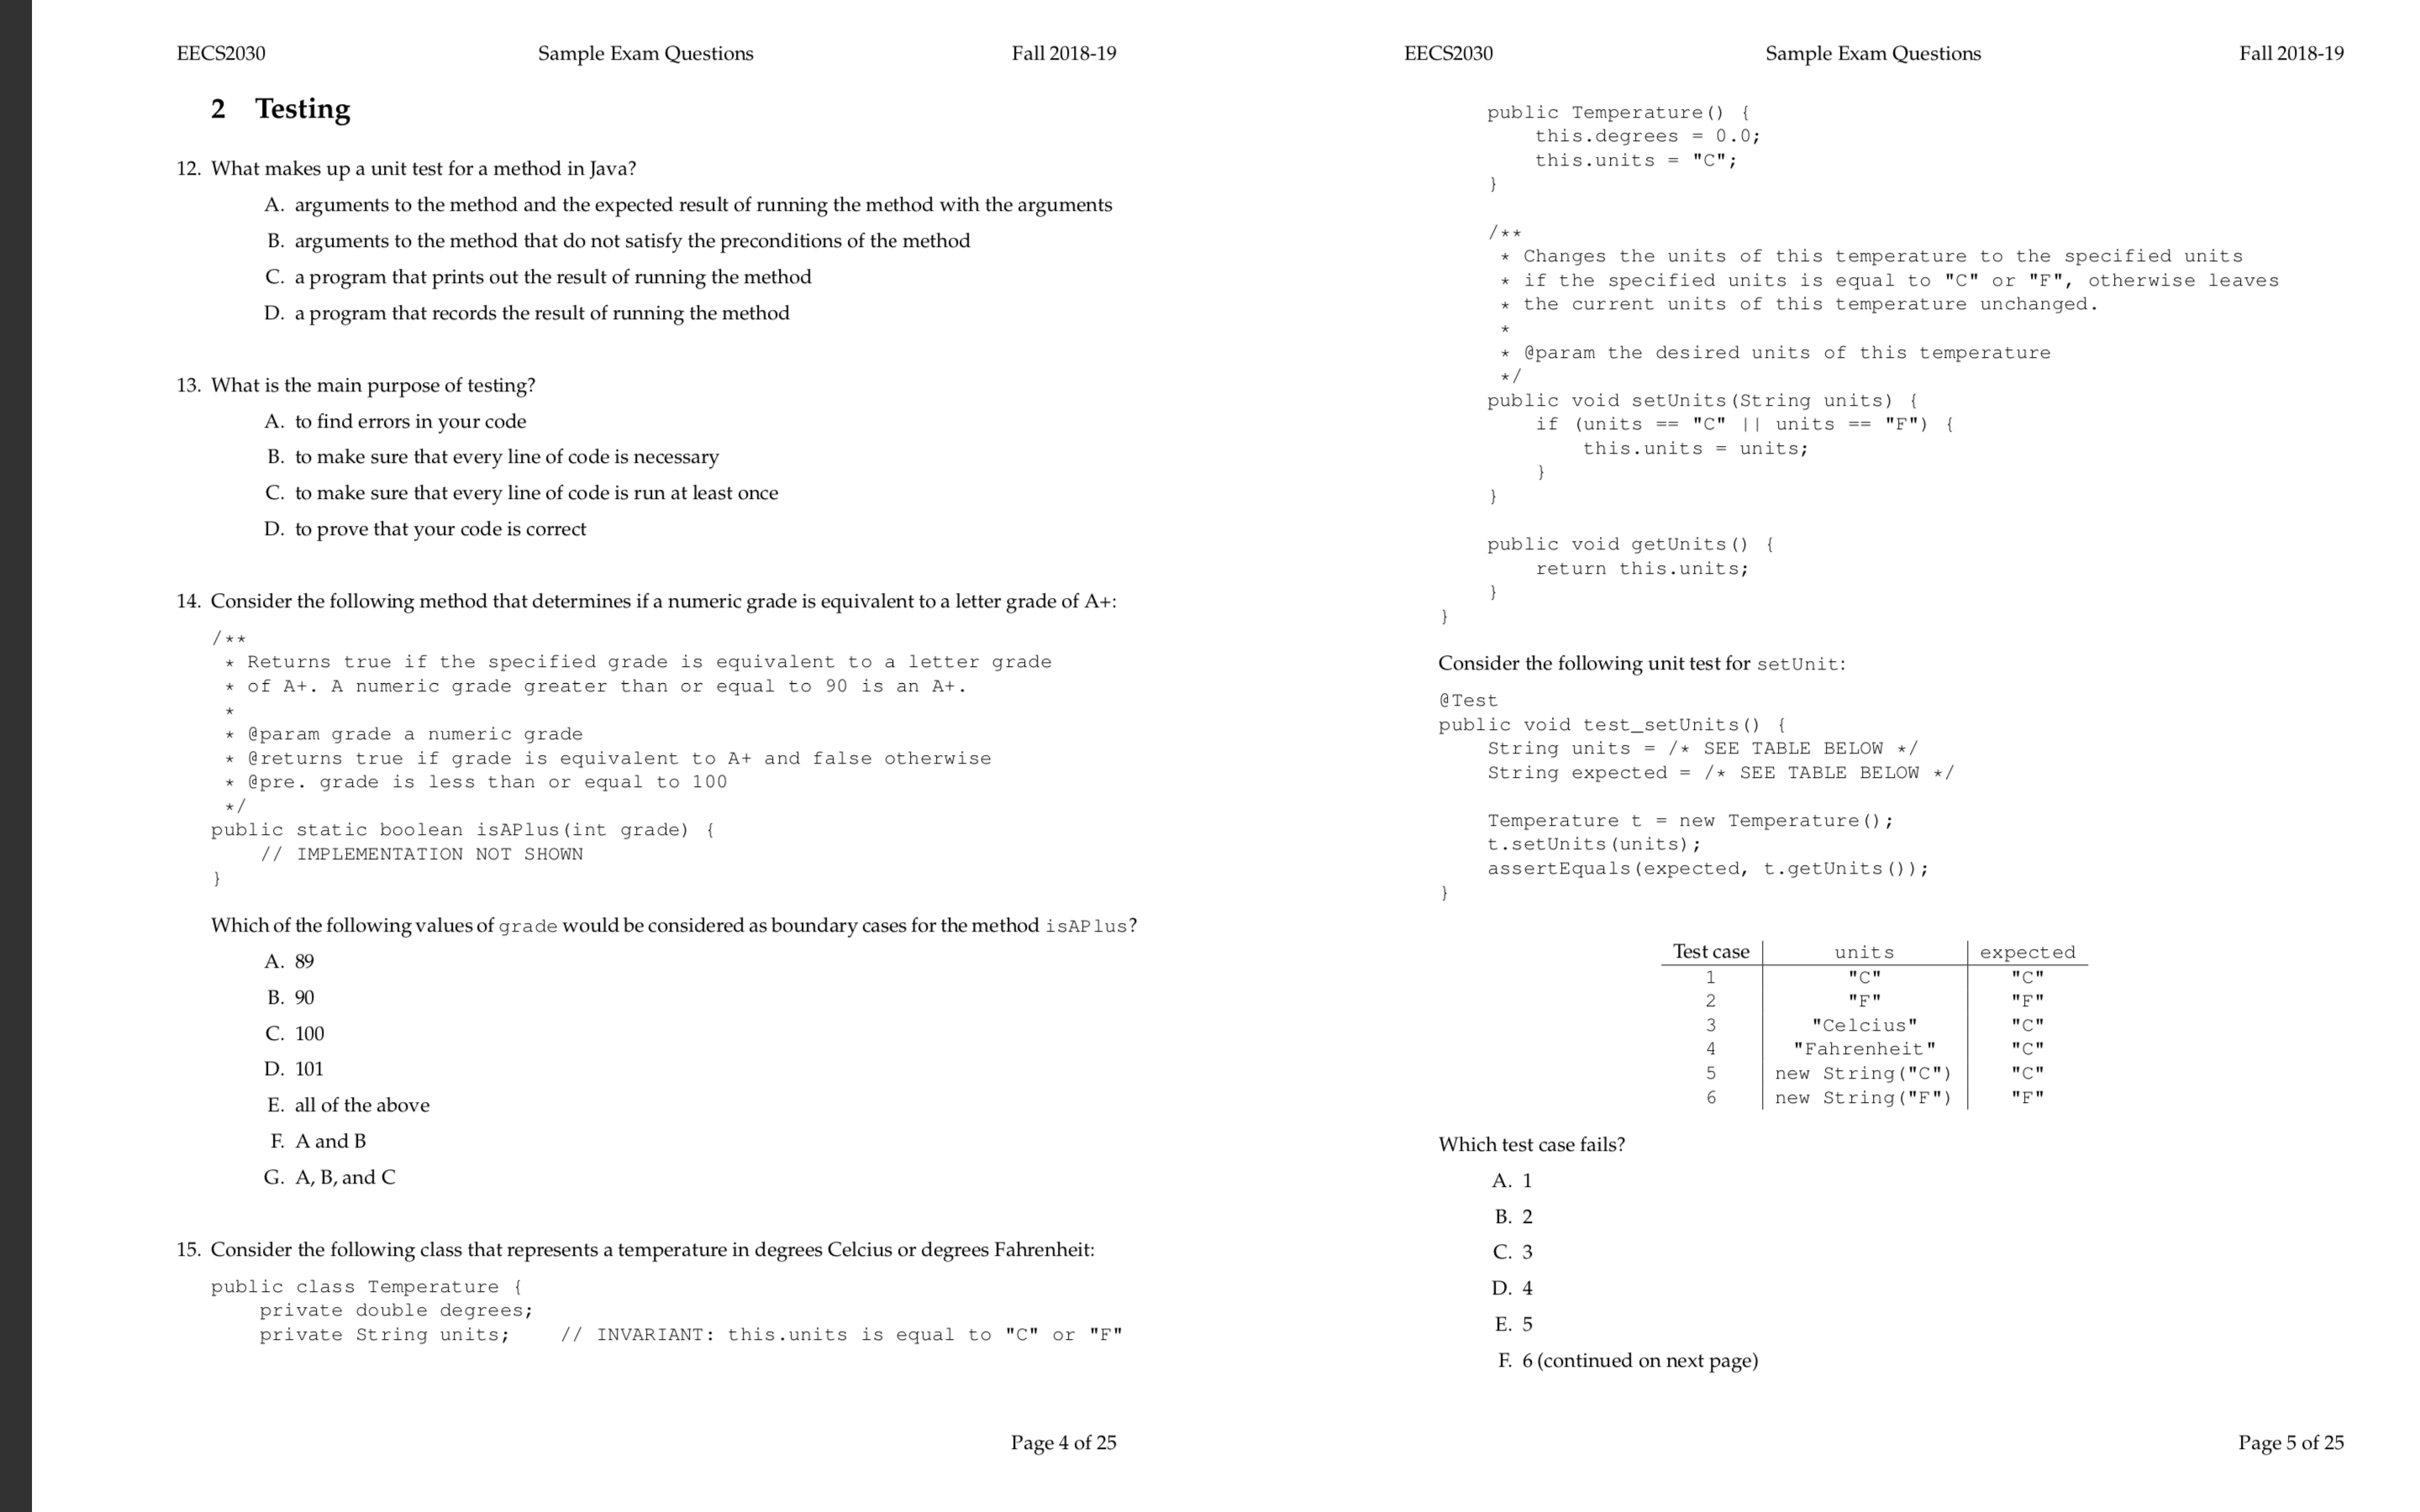 EECS2030 Sample Exam Questions Fall 2018-19
2 Testing
12. What makes up a unit test for a method in Java?
A. arguments to the method and the expected result of running the method with the arguments
B. arguments to the method that do not satisfy the preconditions of the method
C. a program that prints out the result of running the method
D. a program that records the result of running the method
13. What is the main purpose of testing?
A. to find errors in your code
B. to make sure that every line of code is necessary
C. to make sure that every line of code is run at least once
D. to prove that your code is correct
14. Consider the following method that determines if a numeric grade is equivalent to a letter grade of A+:
/**
 * Returns true if the specified grade is equivalent to a letter grade
 * of A+. A numeric grade greater than or equal to 90 is an A+.
 *
 * @param grade a numeric grade
 * @returns true if grade is equivalent to A+ and false otherwise
 * @pre. grade is less than or equal to 100
 */
public static boolean isAPlus(int grade) {
    // IMPLEMENTATION NOT SHOWN
}
Which of the following values of grade would be considered as boundary cases for the method isAPlus?
A. 89
B. 90
C. 100
D. 101
E. all of the above
F. A and B
G. A, B, and C
15. Consider the following class that represents a temperature in degrees Celcius or degrees Fahrenheit:
public class Temperature {
    private double degrees;
    private String units;    // INVARIANT: this.units is equal to "C" or "F"
Page 4 of 25
EECS2030 Sample Exam Questions Fall 2018-19
    public Temperature() {
        this.degrees = 0.0;
        this.units = "C";
    }
    /**
     * Changes the units of this temperature to the specified units
     * if the specified units is equal to "C" or "F", otherwise leaves
     * the current units of this temperature unchanged.
     *
     * @param the desired units of this temperature
     */
    public void setUnits(String units) {
        if (units == "C" || units == "F") {
            this.units = units;
        }
    }
    public void getUnits() {
        return this.units;
    }
}
Consider the following unit test for setUnit:
@Test
public void test_setUnits() {
    String units = /* SEE TABLE BELOW */
    String expected = /* SEE TABLE BELOW */
    Temperature t = new Temperature();
    t.setUnits(units);
    assertEquals(expected, t.getUnits());
}
Test case units expected
1 "C" "C"
2 "F" "F"
3 "Celcius" "C"
4 "Fahrenheit" "C"
5 new String("C") "C"
6 new String("F") "F"
Which test case fails?
A. 1
B. 2
C. 3
D. 4
E. 5
F. 6 (continued on next page)
Page 5 of 25